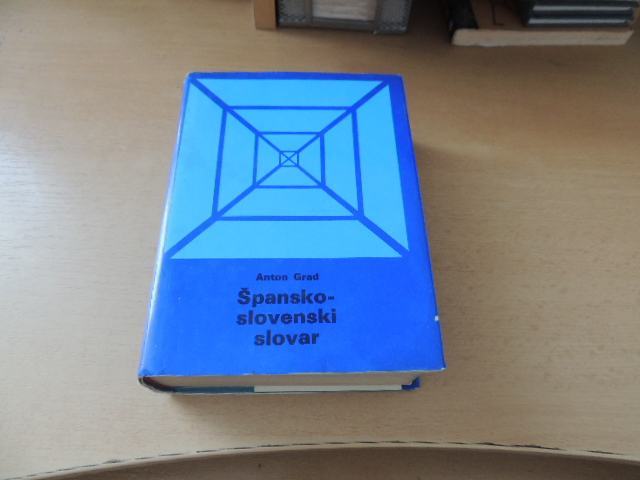 Anton Grad
Špansko-
slovenski
slovar